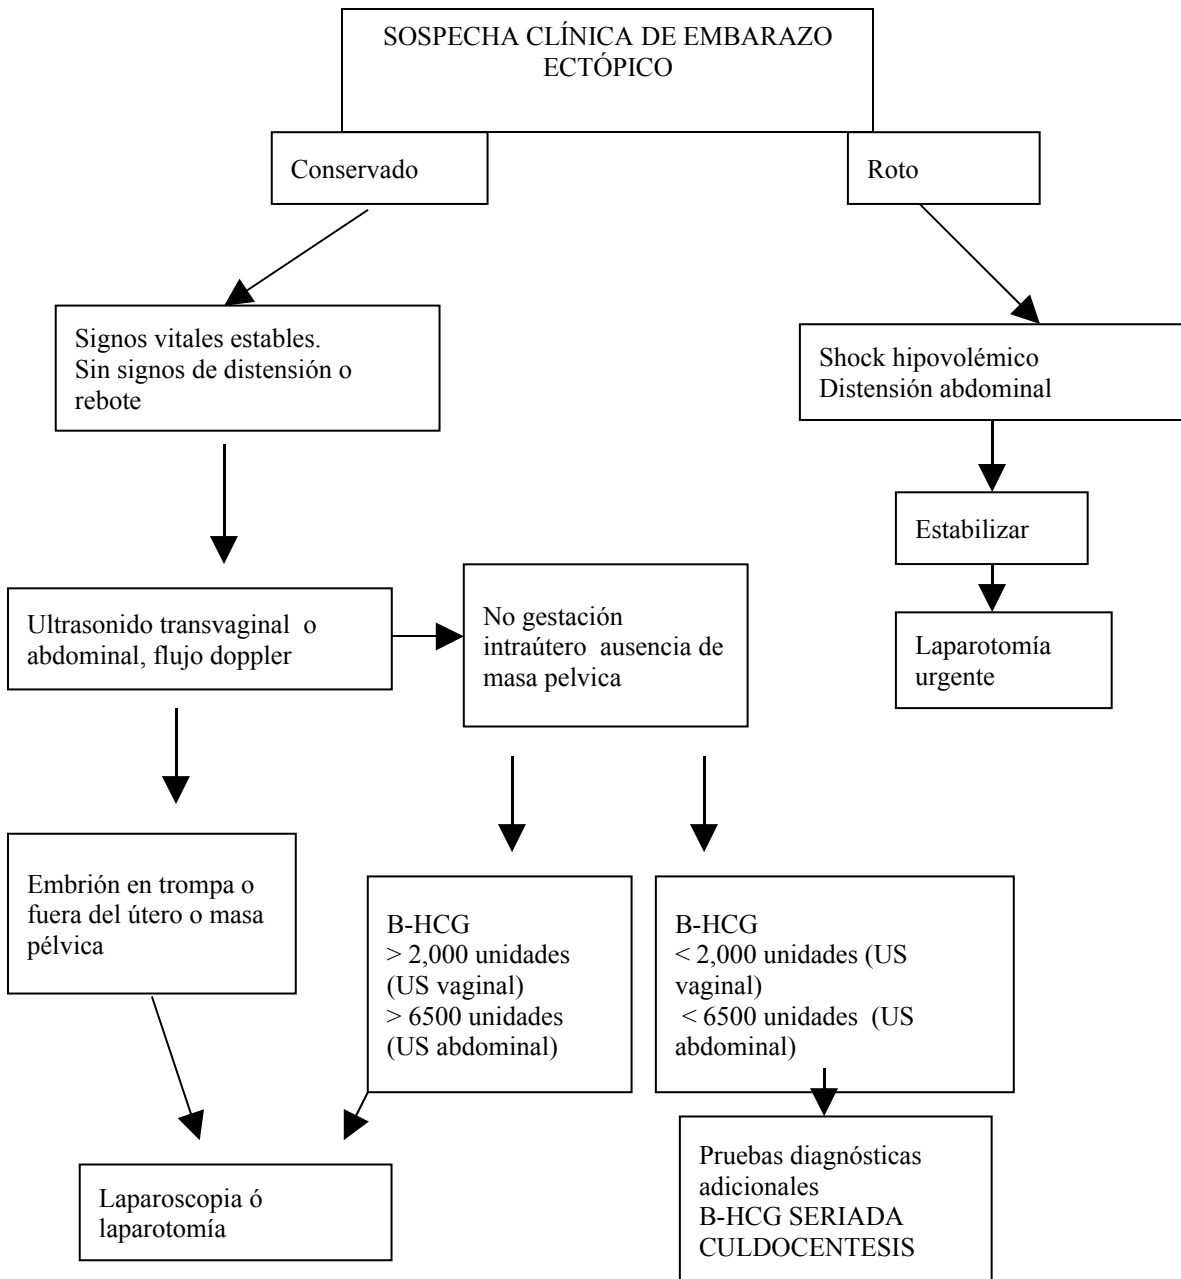 SOSPECHA CLÍNICA DE EMBARAZO
ECTÓPICO
Conservado
Roto
Signos vitales estables.
Sin signos de distensión o
rebote
Shock hipovolémico
Distensión abdominal
Estabilizar
Laparotomía
urgente
Ultrasonido transvaginal o
abdominal, flujo doppler
No gestación
intraútero ausencia de
masa pelvica
Embrión en trompa o
fuera del útero o masa
pélvica
B-HCG
> 2,000 unidades
(US vaginal)
> 6500 unidades
(US abdominal)
B-HCG
< 2,000 unidades (US
vaginal)
< 6500 unidades (US
abdominal)
Laparoscopia ó
laparotomía
Pruebas diagnósticas
adicionales
B-HCG SERIADA
CULDOCENTESIS